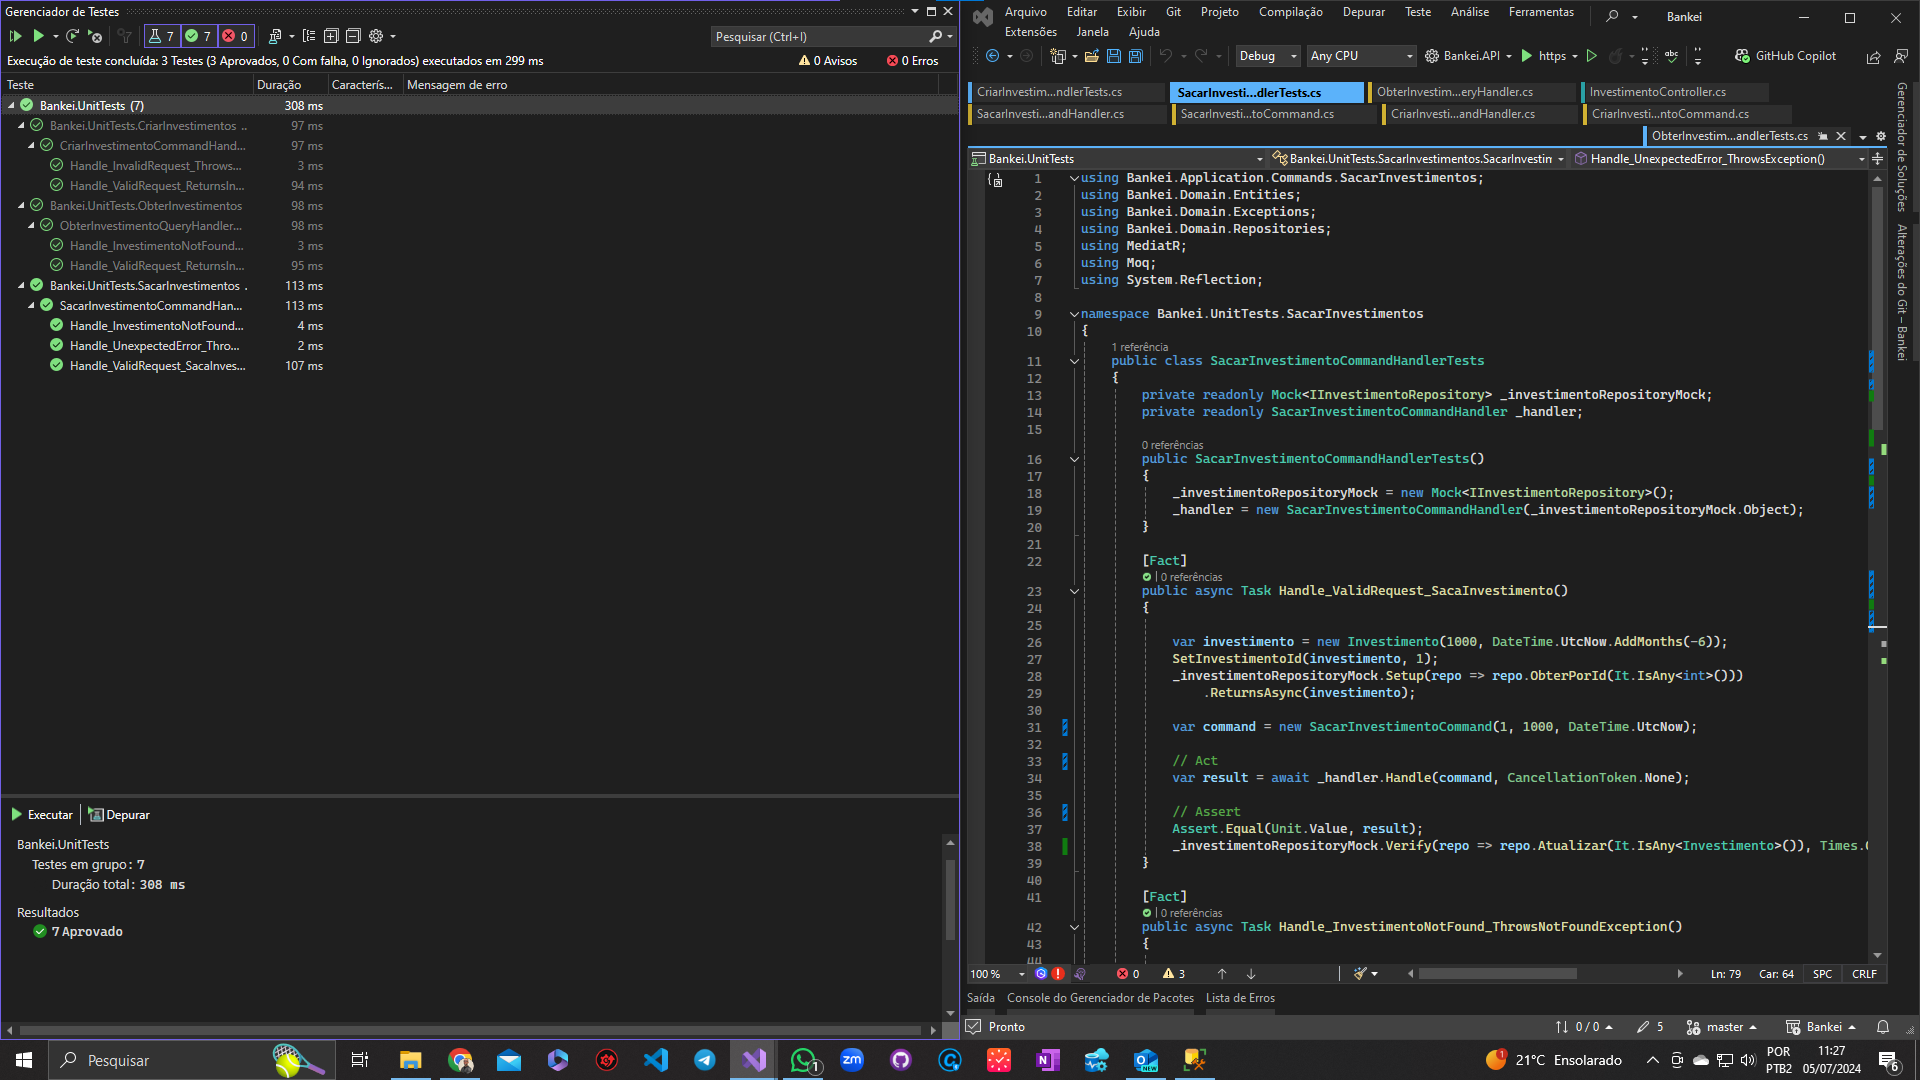 Gerenciador de Testes
7 7 0
Pesquisar (Ctrl+I)
Execução de teste concluída: 3 Testes (3 Aprovados, 0 Com falha, 0 Ignorados) executados em 299 ms
0 Avisos
0 Erros
Teste Duração Caracterís... Mensagem de erro
Bankei.UnitTests (7) 308 ms
Bankei.UnitTests.CriarInvestimentos .. 97 ms
CriarInvestimentoCommandHand... 97 ms
Handle_InvalidRequest_Throws... 3 ms
Handle_ValidRequest_ReturnsIn... 94 ms
Bankei.UnitTests.ObterInvestimentos 98 ms
ObterInvestimentoQueryHandler... 98 ms
Handle_InvestimentoNotFound... 3 ms
Handle_ValidRequest_ReturnsIn... 95 ms
Bankei.UnitTests.SacarInvestimentos . 113 ms
SacarInvestimentoCommandHan... 113 ms
Handle_InvestimentoNotFound... 4 ms
Handle_UnexpectedError_Thro... 2 ms
Handle_ValidRequest_SacaInves... 107 ms
Executar Depurar
Bankei.UnitTests
Testes em grupo: 7
Duração total: 308 ms
Resultados
7 Aprovado
Arquivo Editar Exibir Git Projeto Compilação Depurar Teste Análise Ferramentas
Extensões Janela Ajuda
Bankei
Debug Any CPU Bankei.API https GitHub Copilot
CriarInvestim...ndlerTests.cs SacarInvesti...dlerTests.cs ObterInvestim...eryHandler.cs InvestimentoController.cs
SacarInvesti...andHandler.cs SacarInvesti...toCommand.cs CriarInvestim...andHandler.cs CriarInvestim...ntoCommand.cs
ObterInvestim...andlerTests.cs
Bankei.UnitTests Bankei.UnitTests.SacarInvestimentos.SacarInvestin Handle_UnexpectedError_ThrowsException()
1 using Bankei.Application.Commands.SacarInvestimentos;
2 using Bankei.Domain.Entities;
3 using Bankei.Domain.Exceptions;
4 using Bankei.Domain.Repositories;
5 using MediatR;
6 using Moq;
7 using System.Reflection;
8
9 namespace Bankei.UnitTests.SacarInvestimentos
10 {
1 referência
11 public class SacarInvestimentoCommandHandlerTests
12 {
13 private readonly Mock<IInvestimentoRepository> _investimentoRepositoryMock;
14 private readonly SacarInvestimentoCommandHandler _handler;
15
0 referências
16 public SacarInvestimentoCommandHandlerTests()
17 {
18 _investimentoRepositoryMock = new Mock<IInvestimentoRepository>();
19 _handler = new SacarInvestimentoCommandHandler(_investimentoRepositoryMock.Object);
20 }
21
22 [Fact]
| 0 referências
23 public async Task Handle_ValidRequest_SacaInvestimento()
24 {
25
26 var investimento = new Investimento(1000, DateTime.UtcNow.AddMonths(-6));
27 SetInvestimentoId(investimento, 1);
28 _investimentoRepositoryMock.Setup(repo => repo.ObterPorId(It.IsAny<int>()))
29 .ReturnsAsync(investimento);
30
31 var command = new SacarInvestimentoCommand(1, 1000, DateTime.UtcNow);
32
33 // Act
34 var result = await _handler.Handle(command, CancellationToken.None);
35
36 // Assert
37 Assert.Equal(Unit.Value, result);
38 _investimentoRepositoryMock.Verify(repo => repo.Atualizar(It.IsAny<Investimento>()), Times.
39 }
40
41 [Fact]
| 0 referências
42 public async Task Handle_InvestimentoNotFound_ThrowsNotFoundException()
43 {
44
Gerenciador de Soluções
Alterações do Git – Bankei
100 % 0 3 Ln: 79 Car: 64 SPC CRLF
Saída Console do Gerenciador de Pacotes Lista de Erros
Pronto 0 / 0 5 master Bankei
Pesquisar
1
zm
NEW
1
21°C Ensolarado
POR
PTB2
11:27
05/07/2024
6